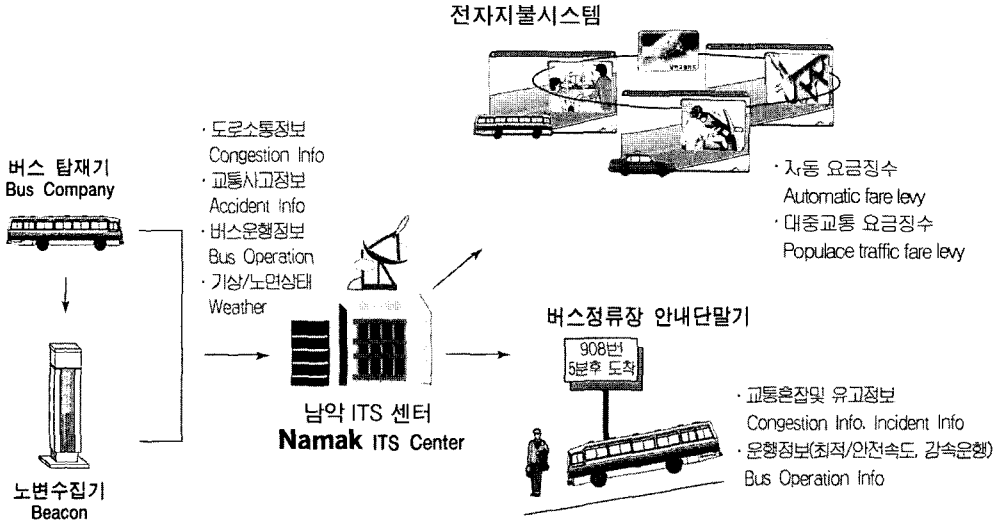 전자지불시스템
· 도로소통정보
Congestion Info
· 교통사고정보
Accident Info
· 버스운행정보
Bus Operation
· 기상/노면상태
Weather
버스 탑재기
Bus Company
노변수집기
Beacon
남악 ITS 센터
Namak ITS Center
· 자동 요금징수
Automatic fare levy
· 대중교통 요금징수
Populace traffic fare levy
버스정류장 안내단말기
908번
5분후 도착
· 교통혼잡및 유고정보
Congestion Info. Incident Info
· 운행정보(최적/안전속도, 감속운행)
Bus Operation Info